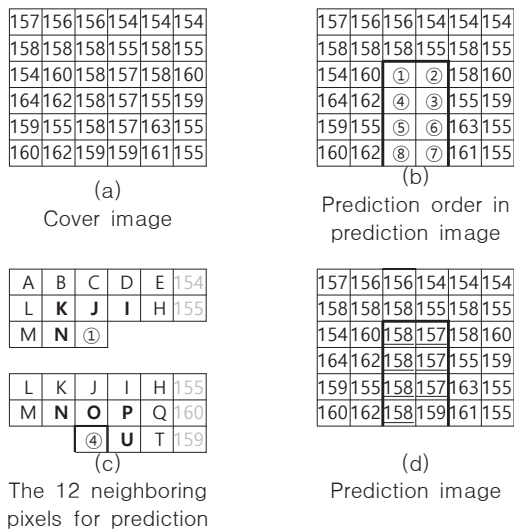 157 156 156 154 154 154
158 158 158 155 158 155
154 160 158 157 158 160
164 162 158 157 155 159
159 155 158 157 163 155
160 162 159 159 161 155
(a)
Cover image
157 156 156 154 154 154
158 158 158 155 158 155
154 160 ① ② 158 160
164 162 ④ ③ 155 159
159 155 ⑤ ⑥ 163 155
160 162 ⑧ ⑦ 161 155
(b)
Prediction order in
prediction image
A B C D E 154
L K J I H 155
M N ①
L K J I H 155
M N O P Q 160
④ U T 159
(c)
The 12 neighboring
pixels for prediction
157 156 156 154 154 154
158 158 158 155 158 155
154 160 158 157 158 160
164 162 158 157 155 159
159 155 158 157 163 155
160 162 158 159 161 155
(d)
Prediction image